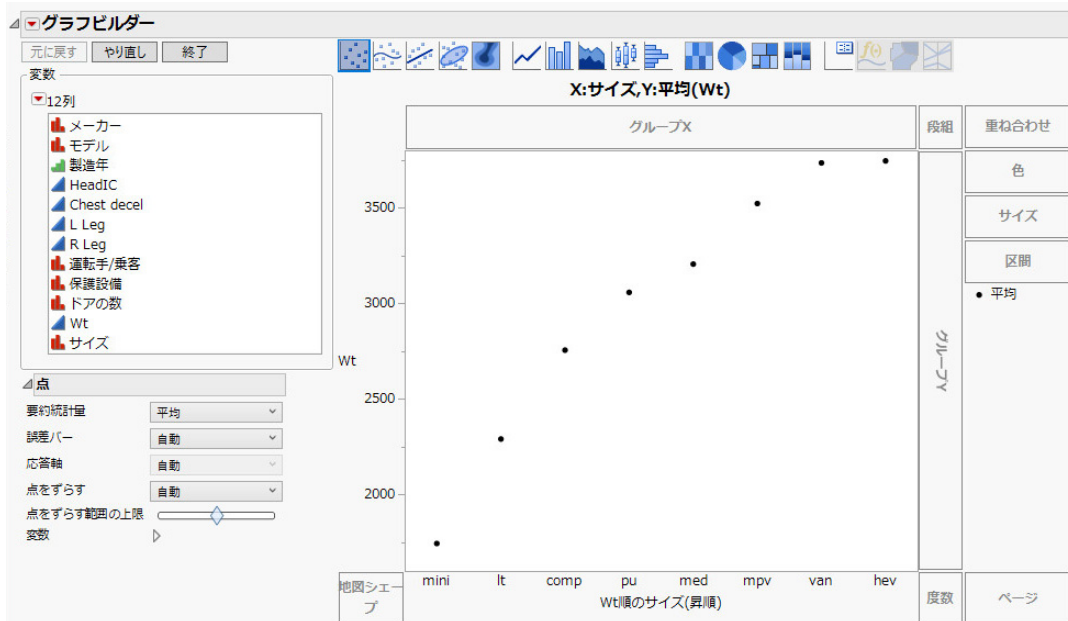 グラフビルダー
元に戻す やり直し 終了
変数
12列
メーカー
モデル
製造年
HeadIC
Chest decel
L Leg
R Leg
運転手/乗客
保護設備
ドアの数
Wt
サイズ
点
要約統計量 平均
誤差バー 自動
応答軸 自動
点をずらす 自動
点をずらす範囲の上限
変数
X:サイズ,Y:平均(Wt)
グループX
段組
重ね合わせ
色
サイズ
区間
平均
3500
3000
Wt
2500
2000
グループY
地図シェー
プ
mini lt comp pu med mpv van hev
Wt順のサイズ(昇順)
度数
ページ